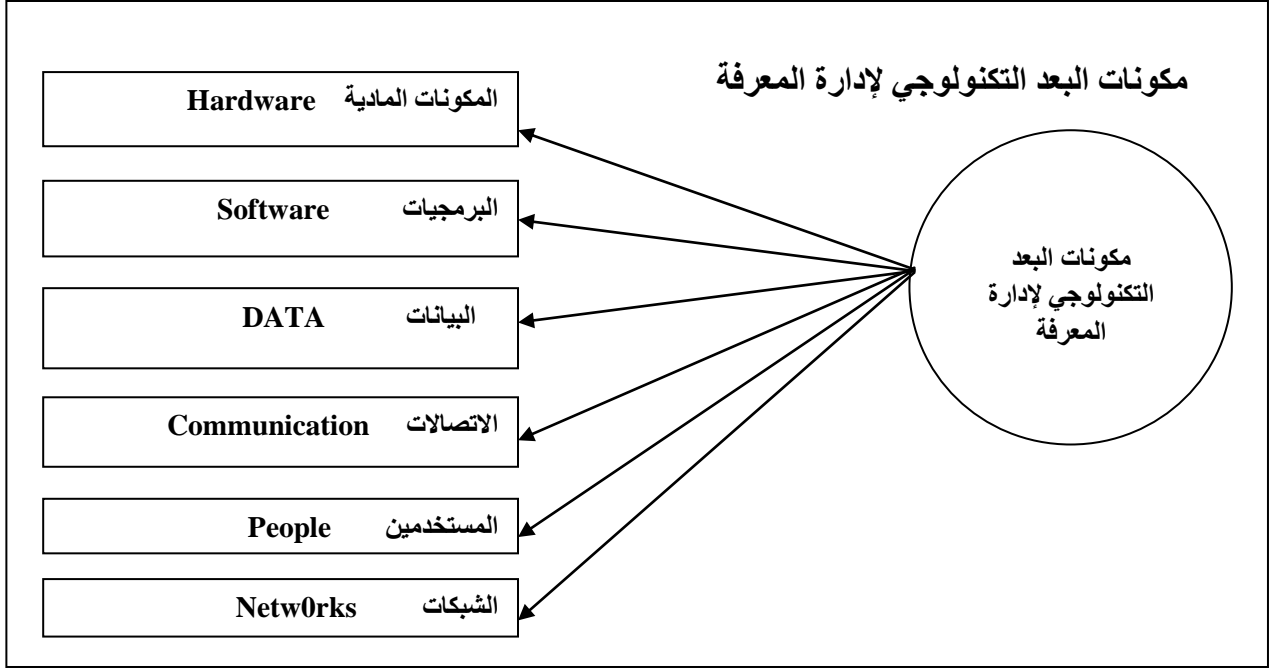 مكونات البعد التكنولوجي لإدارة المعرفة
المكونات المادية Hardware
البرمجيات Software
البيانات DATA
الاتصالات Communication
المستخدمين People
الشبكات Netw0rks
مكونات البعد
التكنولوجي لإدارة
المعرفة